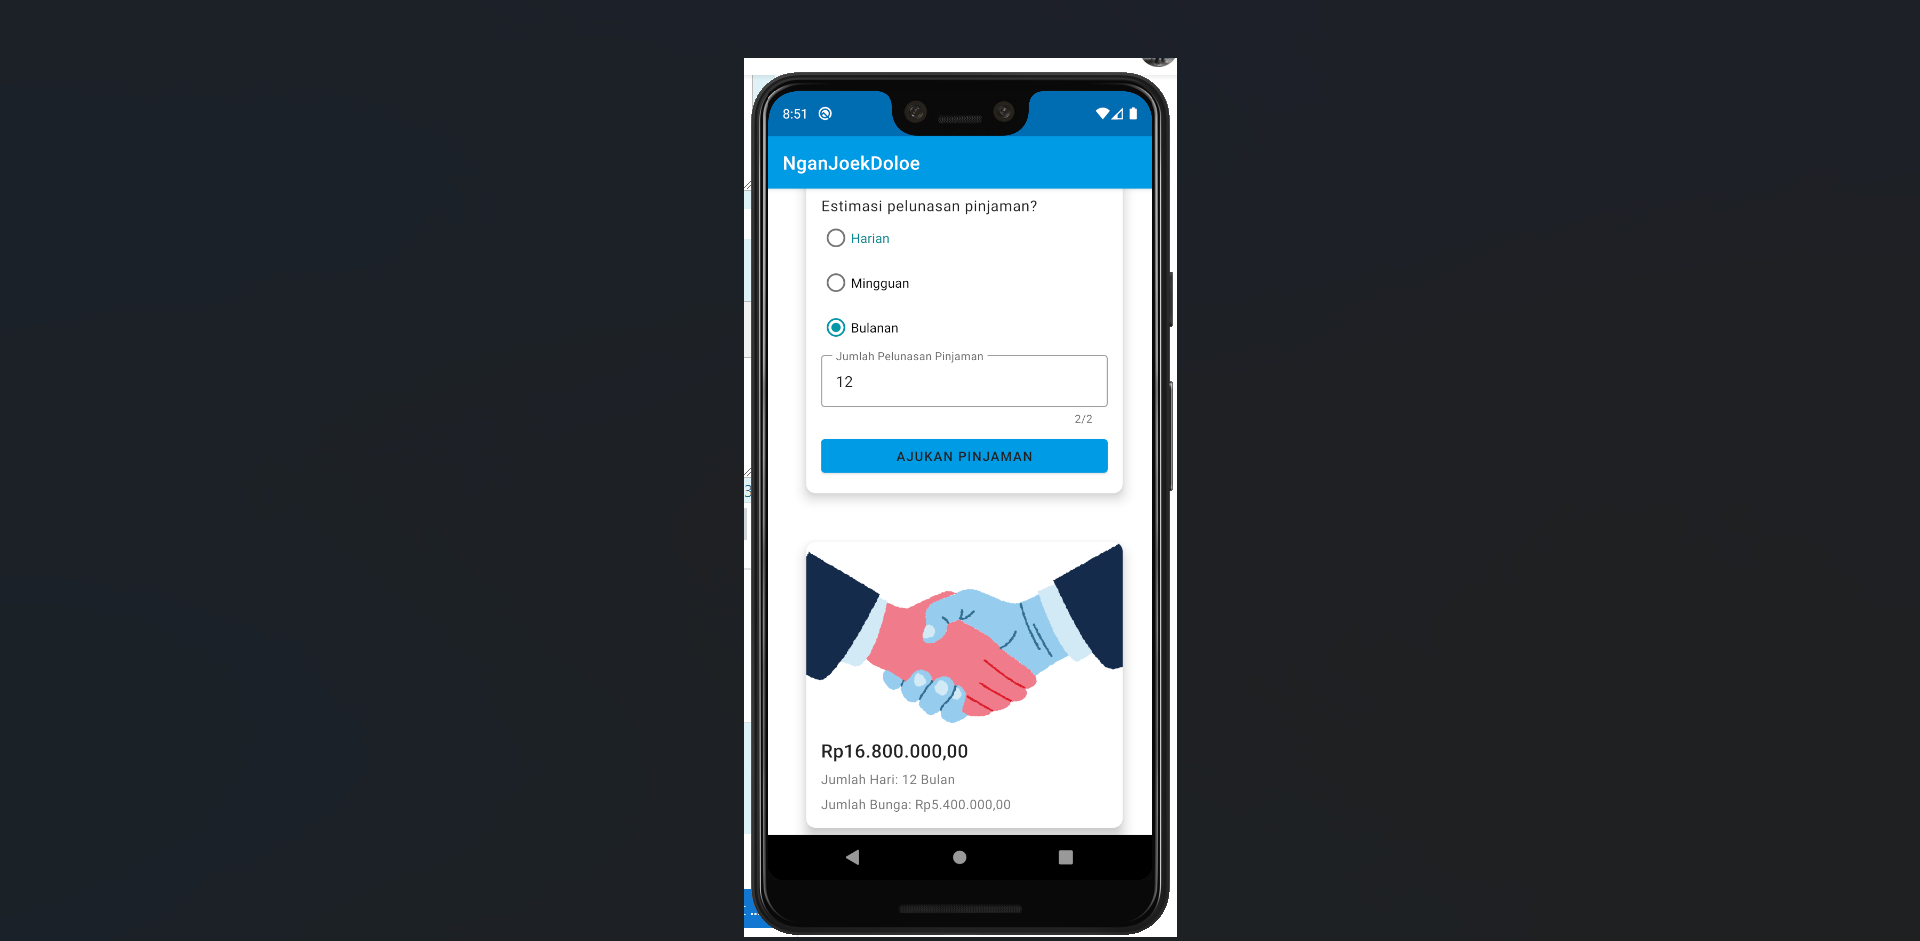 8:51
NganJoekDoloe
Estimasi pelunasan pinjaman?
Harian
Mingguan
Bulanan
Jumlah Pelunasan Pinjaman
12
2/2
AJUKAN PINJAMAN
3
Rp16.800.000,00
Jumlah Hari: 12 Bulan
Jumlah Bunga: Rp5.400.000,00